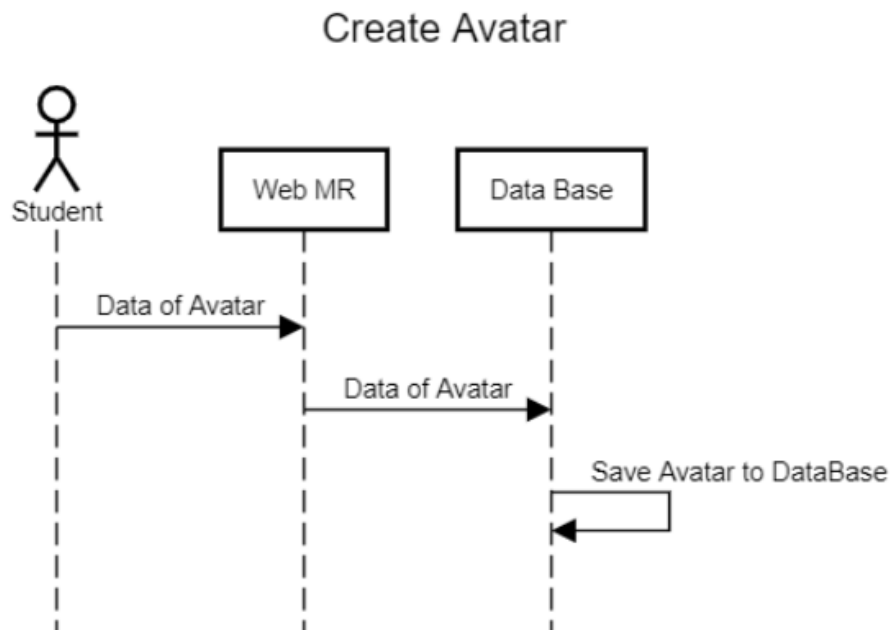 Create Avatar
Student
Web MR
Data Base
Data of Avatar
Data of Avatar
Save Avatar to DataBase